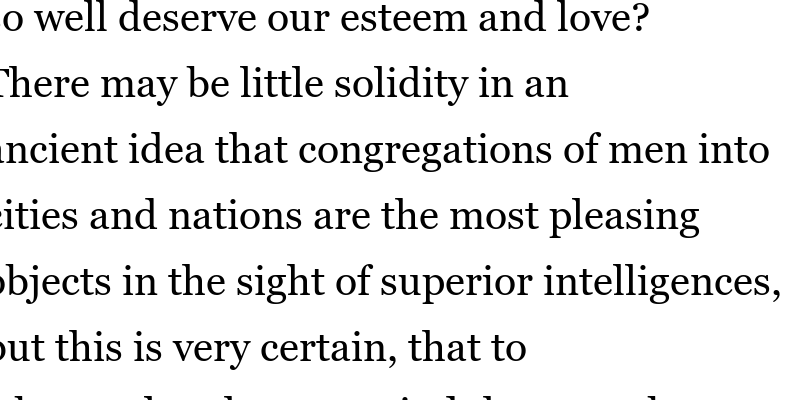 so well deserve our esteem and love?
There may be little solidity in an
ancient idea that congregations of men into
cities and nations are the most pleasing
objects in the sight of superior intelligences,
but this is very certain, that to